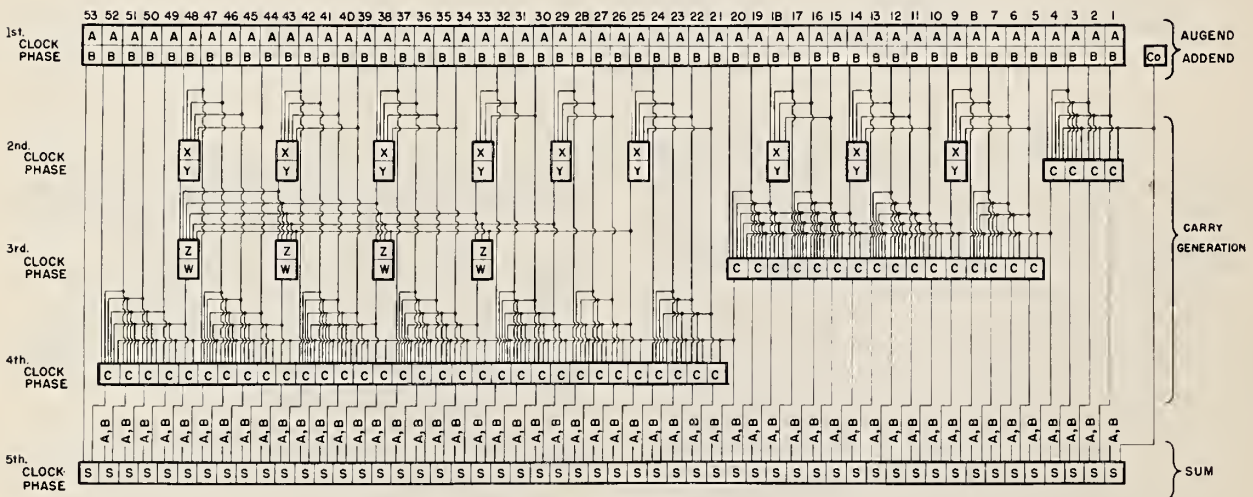 53 52 51 50 49 48 47 46 45 44 43 42 41 40 39 38 37 36 35 34 33 32 31 30 29 28 27 26 25 24 23 22 21 20 19 18 17 16 15 14 13 12 11 10 9 8 7 6 5 4 3 2 1
1st. CLOCK PHASE
A A A A A A A A A A A A A A A A A A A A A A A A A A A A A A A A A A A A A A A A A A A A A A A A A A A A A
B B B B B B B B B B B B B B B B B B B B B B B B B B B B B B B B B B B B B B B B B B B B B B B B B B B B B
Co
AUGEND
ADDEND
2nd. CLOCK PHASE
X X X X X X X X X
Y Y Y Y Y Y Y Y Y
C C C C
3rd. CLOCK PHASE
Z Z Z Z
W W W W
C C C C C C C C C C C C C C C C
CARRY
GENERATION
4th. CLOCK PHASE
C C C C C C C C C C C C C C C C C C C C C C C C C C C C C C C C
A,B A,B A,B A,B A,B A,B A,B A,B A,B A,B A,B A,B A,B A,B A,B A,B A,B A,B A,B A,B A,B A,B A,B A,B A,B A,B A,B A,B A,B A,B A,B A,B A,B A,B A,B A,B A,B A,B A,B A,B A,B A,B A,B A,B A,B A,B A,B A,B A,B A,B A,B A,B
5th. CLOCK PHASE
S S S S S S S S S S S S S S S S S S S S S S S S S S S S S S S S S S S S S S S S S S S S S S S S S S S S S
SUM